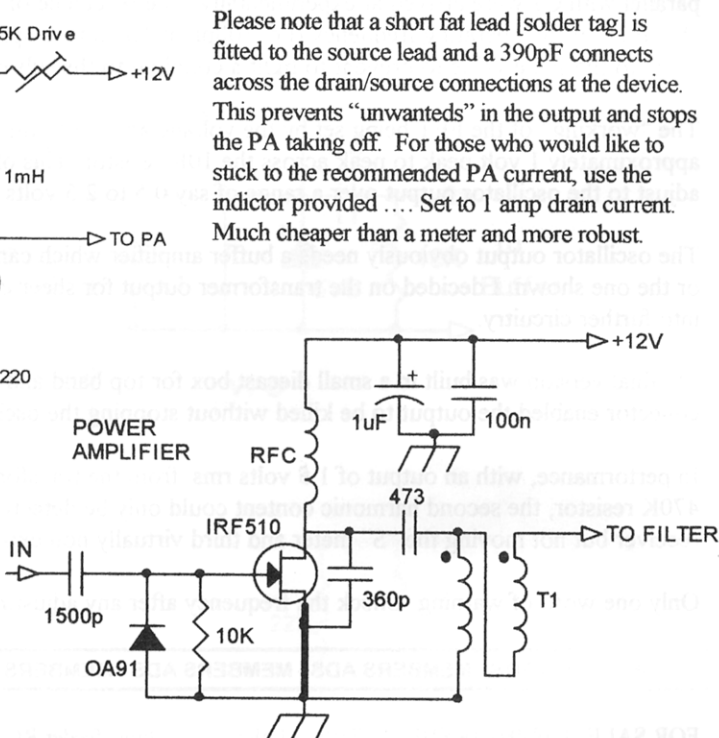 Please note that a short fat lead [solder tag] is
fitted to the source lead and a 390pF connects
across the drain/source connections at the device.
This prevents “unwanteds” in the output and stops
the PA taking off. For those who would like to
stick to the recommended PA current, use the
indictor provided …. Set to 1 amp drain current.
Much cheaper than a meter and more robust.
5K Drive
+12V
1mH
TO PA
220
+12V
+
1uF
100n
POWER
AMPLIFIER
RFC
473
IRF510
TO FILTER
IN
1500p
360p
T1
10K
OA91